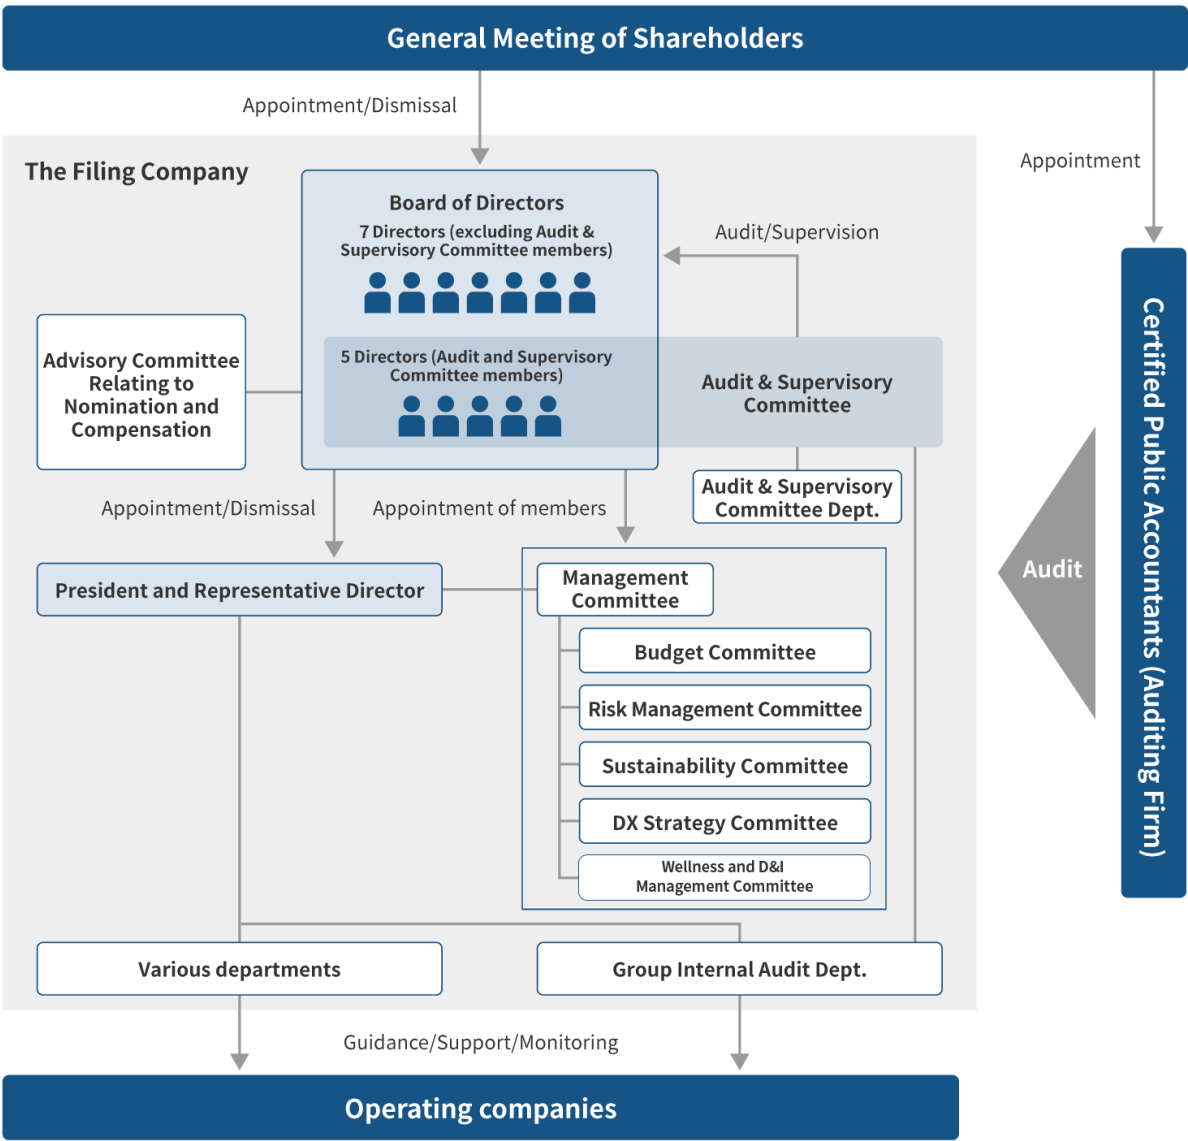 General Meeting of Shareholders
Appointment/Dismissal
Appointment
The Filing Company
Board of Directors
7 Directors (excluding Audit &
Supervisory Committee members)
Audit/Supervision
5 Directors (Audit and Supervisory
Committee members)
Audit & Supervisory
Committee
Advisory Committee
Relating to
Nomination and
Compensation
Audit & Supervisory
Committee Dept.
Appointment/Dismissal
Appointment of members
President and Representative Director
Management
Committee
Budget Committee
Risk Management Committee
Sustainability Committee
DX Strategy Committee
Wellness and D&I
Management Committee
Audit
Certified Public Accountants (Auditing Firm)
Various departments
Group Internal Audit Dept.
Guidance/Support/Monitoring
Operating companies